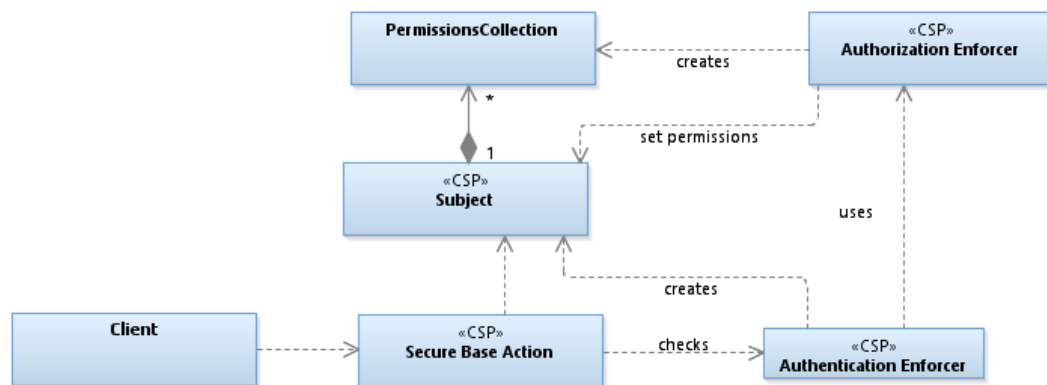 PermissionsCollection
«CSP»
Authorization Enforcer
creates
*
set permissions
1
«CSP»
Subject
uses
creates
Client
«CSP»
Secure Base Action
checks
«CSP»
Authentication Enforcer